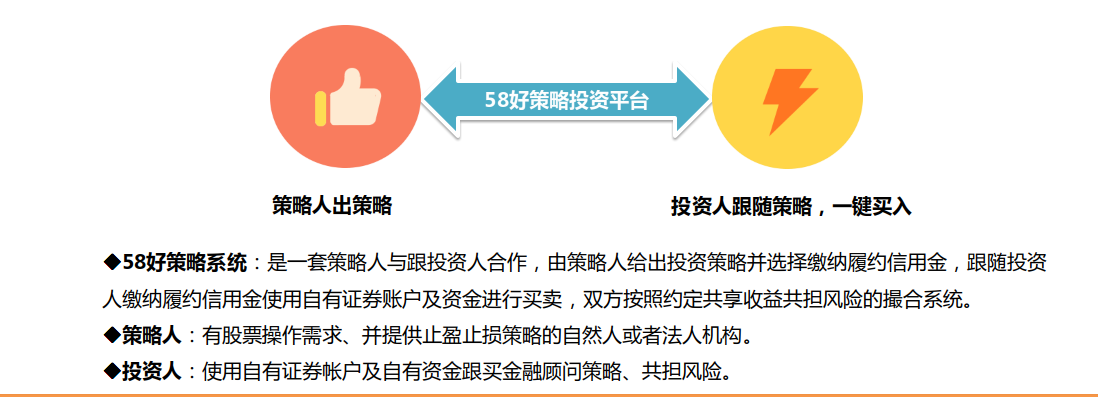 58好策略投资平台
策略人出策略
投资人跟随策略，一键买入
◆58好策略系统：是一套策略人与跟投资人合作，由策略人给出投资策略并选择缴纳履约信用金，跟随投资
人缴纳履约信用金使用自有证券账户及资金进行买卖，双方按照约定共享收益共担风险的撮合系统。
◆策略人：有股票操作需求、并提供止盈止损策略的自然人或者法人机构。
◆投资人：使用自有证券帐户及自有资金跟买金融顾问策略、共担风险。